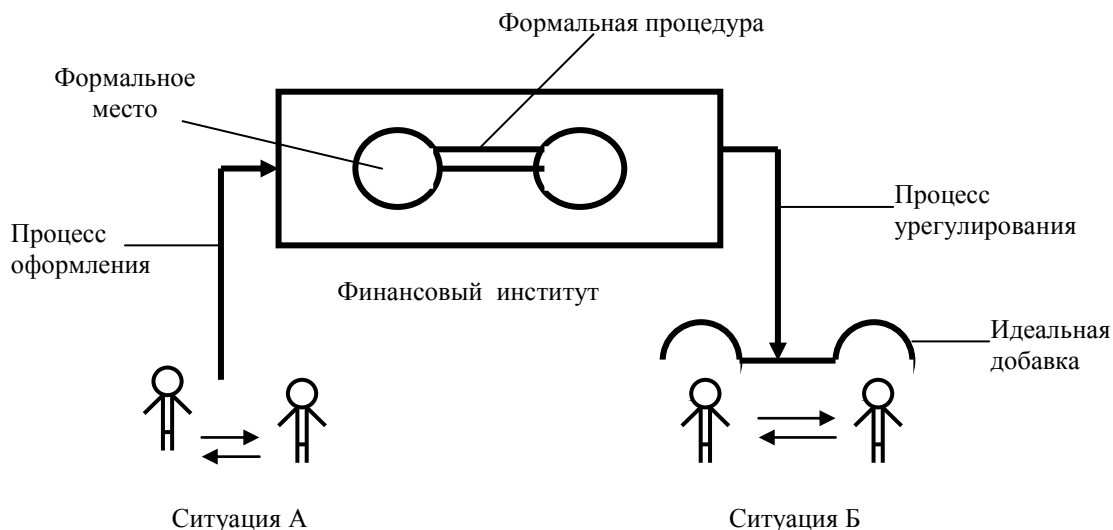 Формальная процедура
Формальное
место
Процесс
оформления
Процесс
урегулирования
Финансовый институт
Идеальная
добавка
Ситуация А
Ситуация Б